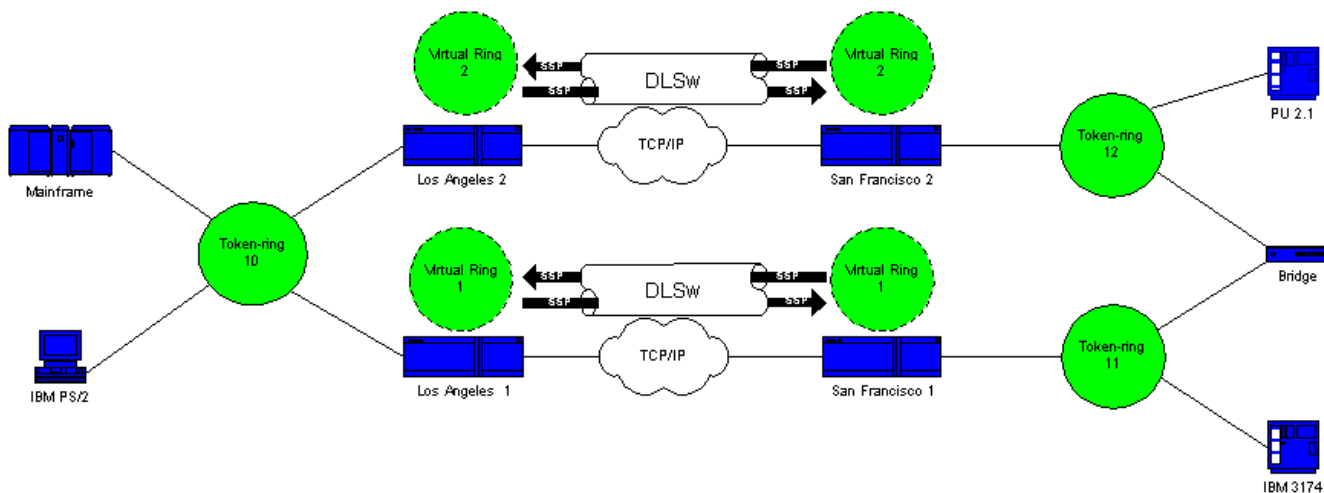 Virtual Ring
2
SSP
SSP
DLSw
SSP
SSP
Virtual Ring
2
PU 2.1
Mainframe
Los Angeles 2
TCP/IP
San Francisco 2
Token-ring
12
Token-ring
10
Virtual Ring
1
SSP
SSP
DLSw
SSP
SSP
Virtual Ring
1
Bridge
IBM PS/2
Los Angeles 1
TCP/IP
San Francisco 1
Token-ring
11
IBM 3174